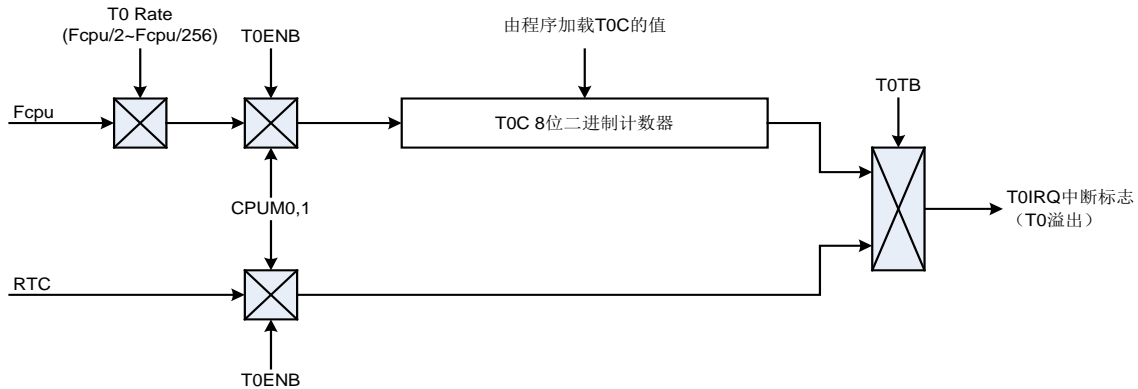 T0 Rate
(Fcpu/2~Fcpu/256)
T0ENB
由程序加载T0C的值
T0TB
Fcpu
T0C 8位二进制计数器
CPUM0,1
T0IRQ中断标志
（T0溢出）
RTC
T0ENB